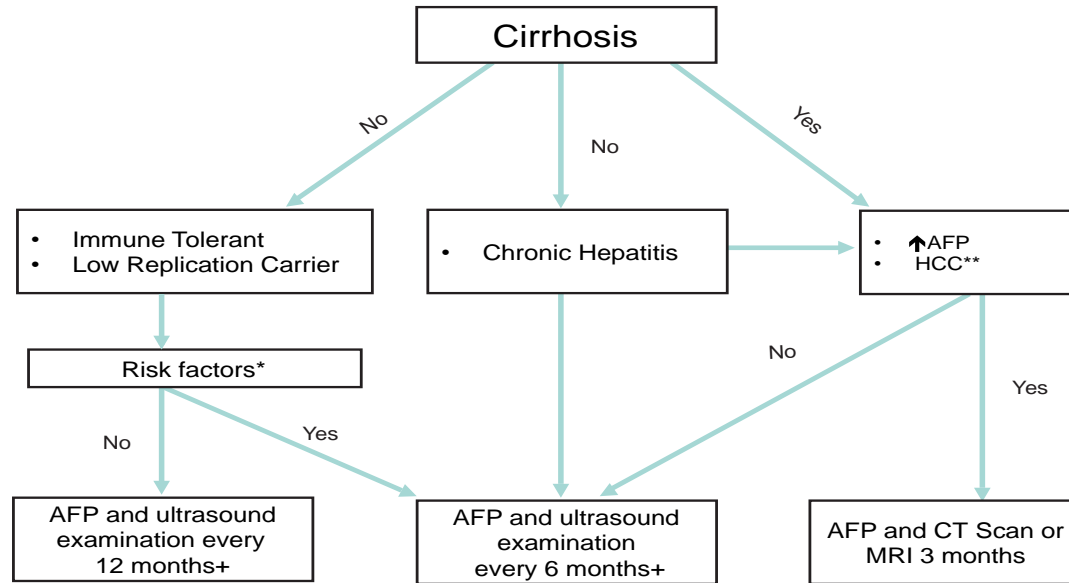 Cirrhosis
No
No
Yes
• Immune Tolerant
• Low Replication Carrier
• Chronic Hepatitis
• ↑AFP
• HCC**
Risk factors*
No
Yes
No
Yes
AFP and ultrasound
examination every
12 months+
AFP and ultrasound
examination
every 6 months+
AFP and CT Scan or
MRI 3 months